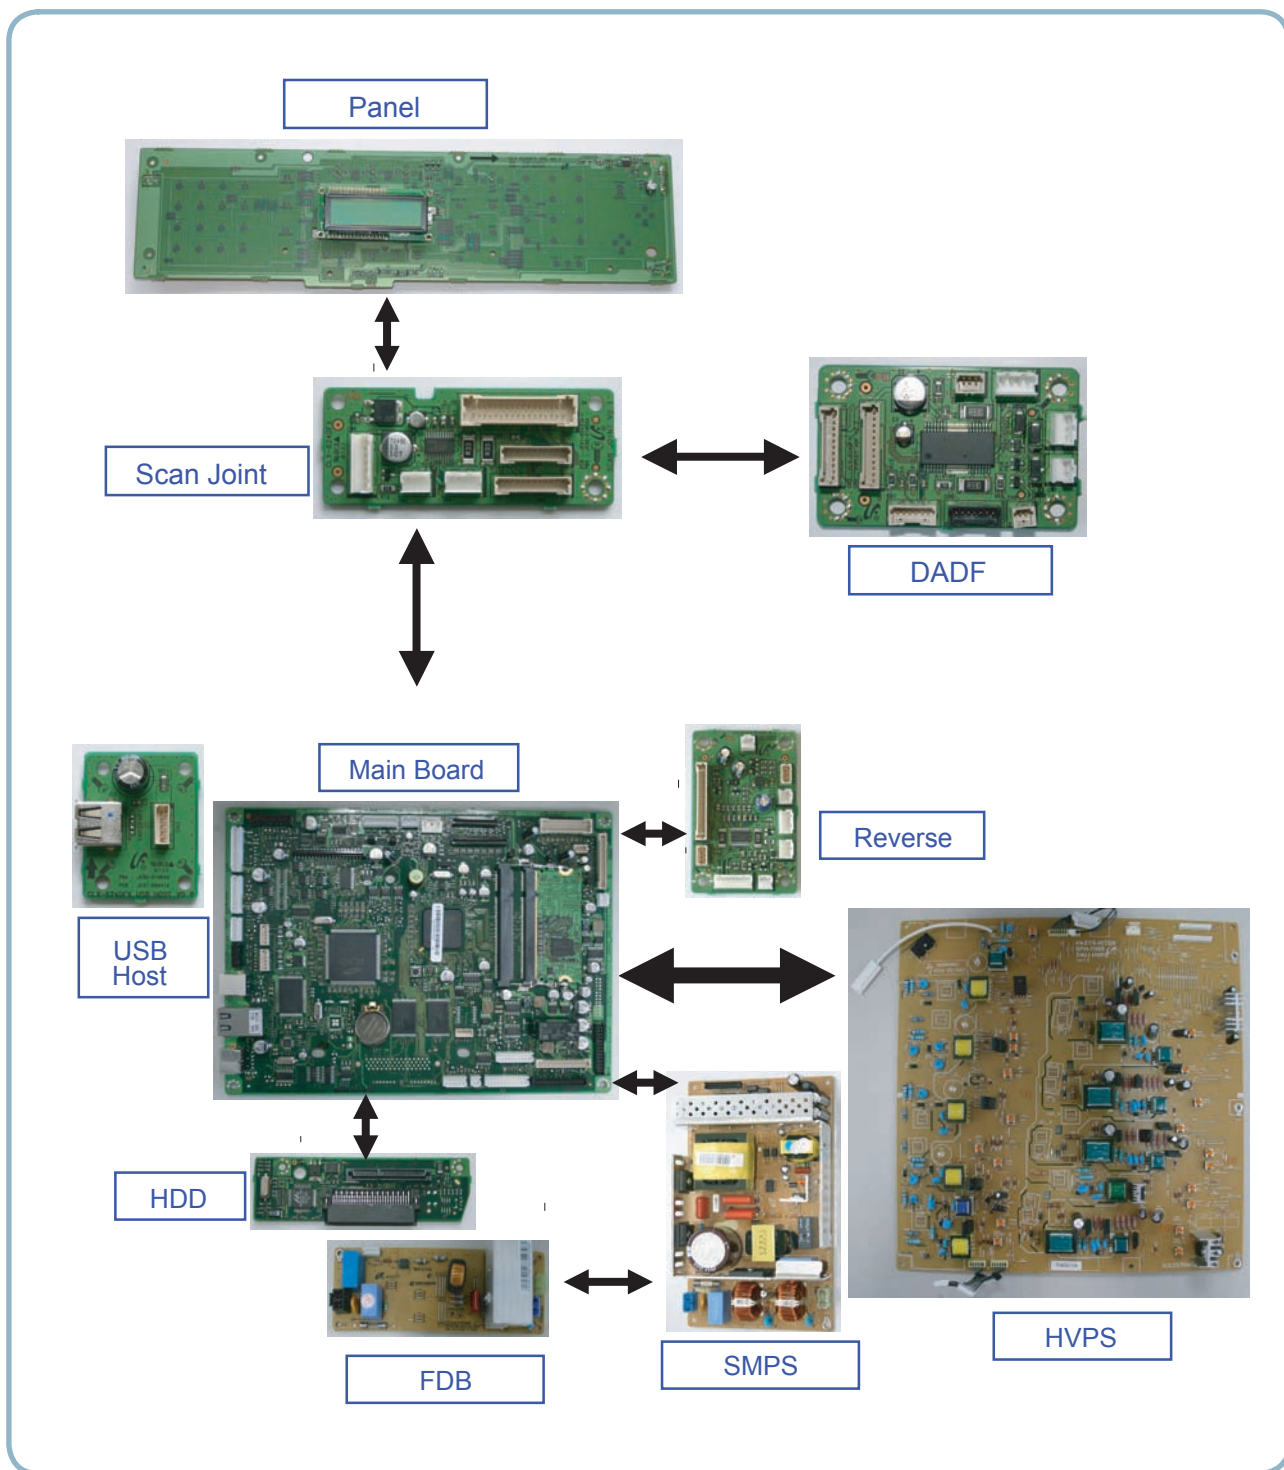 Panel
Scan Joint
DADF
Main Board
Reverse
USB
Host
HDD
FDB
SMPS
HVPS